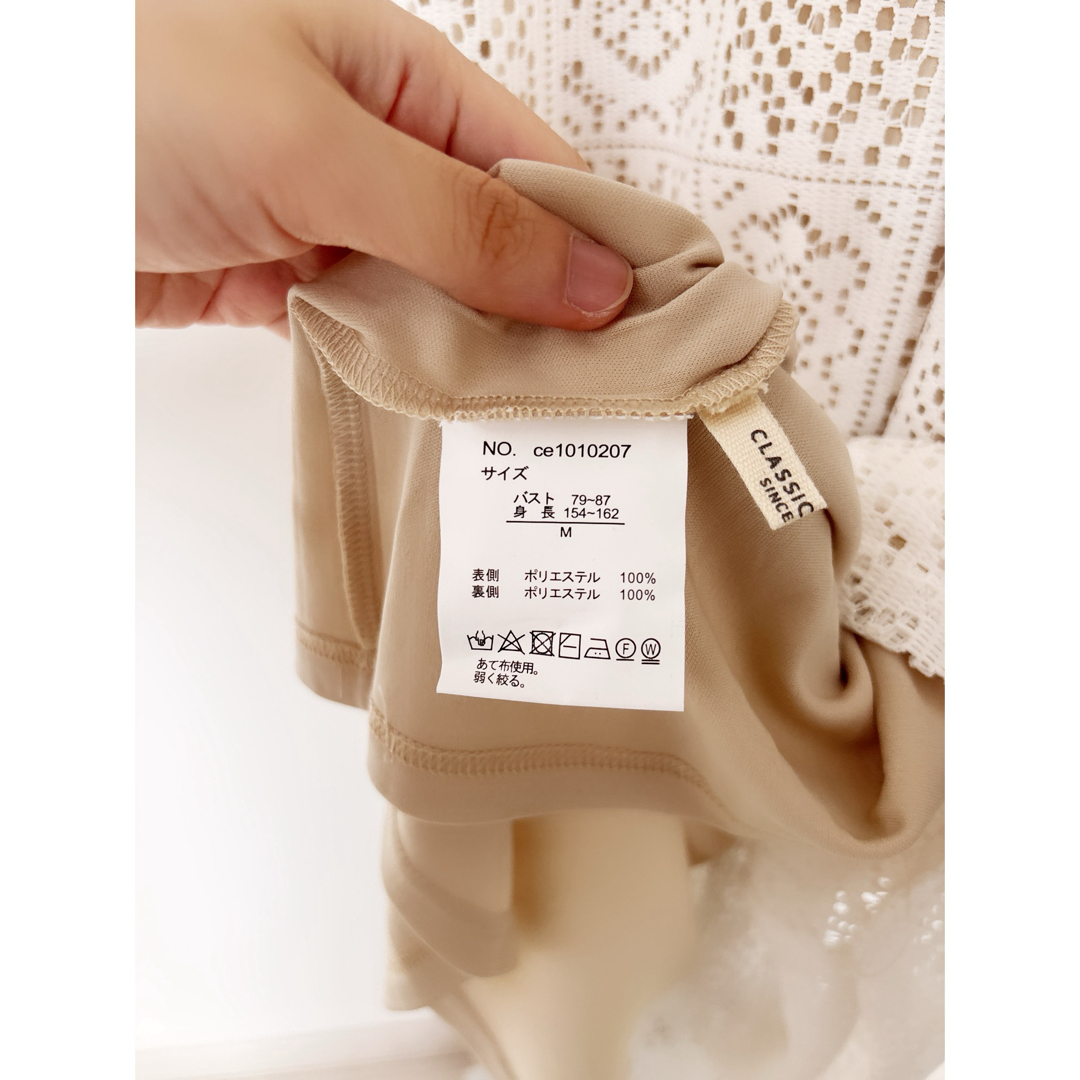 NO. ce1010207
サイズ
バスト 79~87
身 長 154~162
M
表側 ポリエステル 100%
裏側 ポリエステル 100%
F W
あて布使用。
弱く絞る。
CLASSIC
SINCE